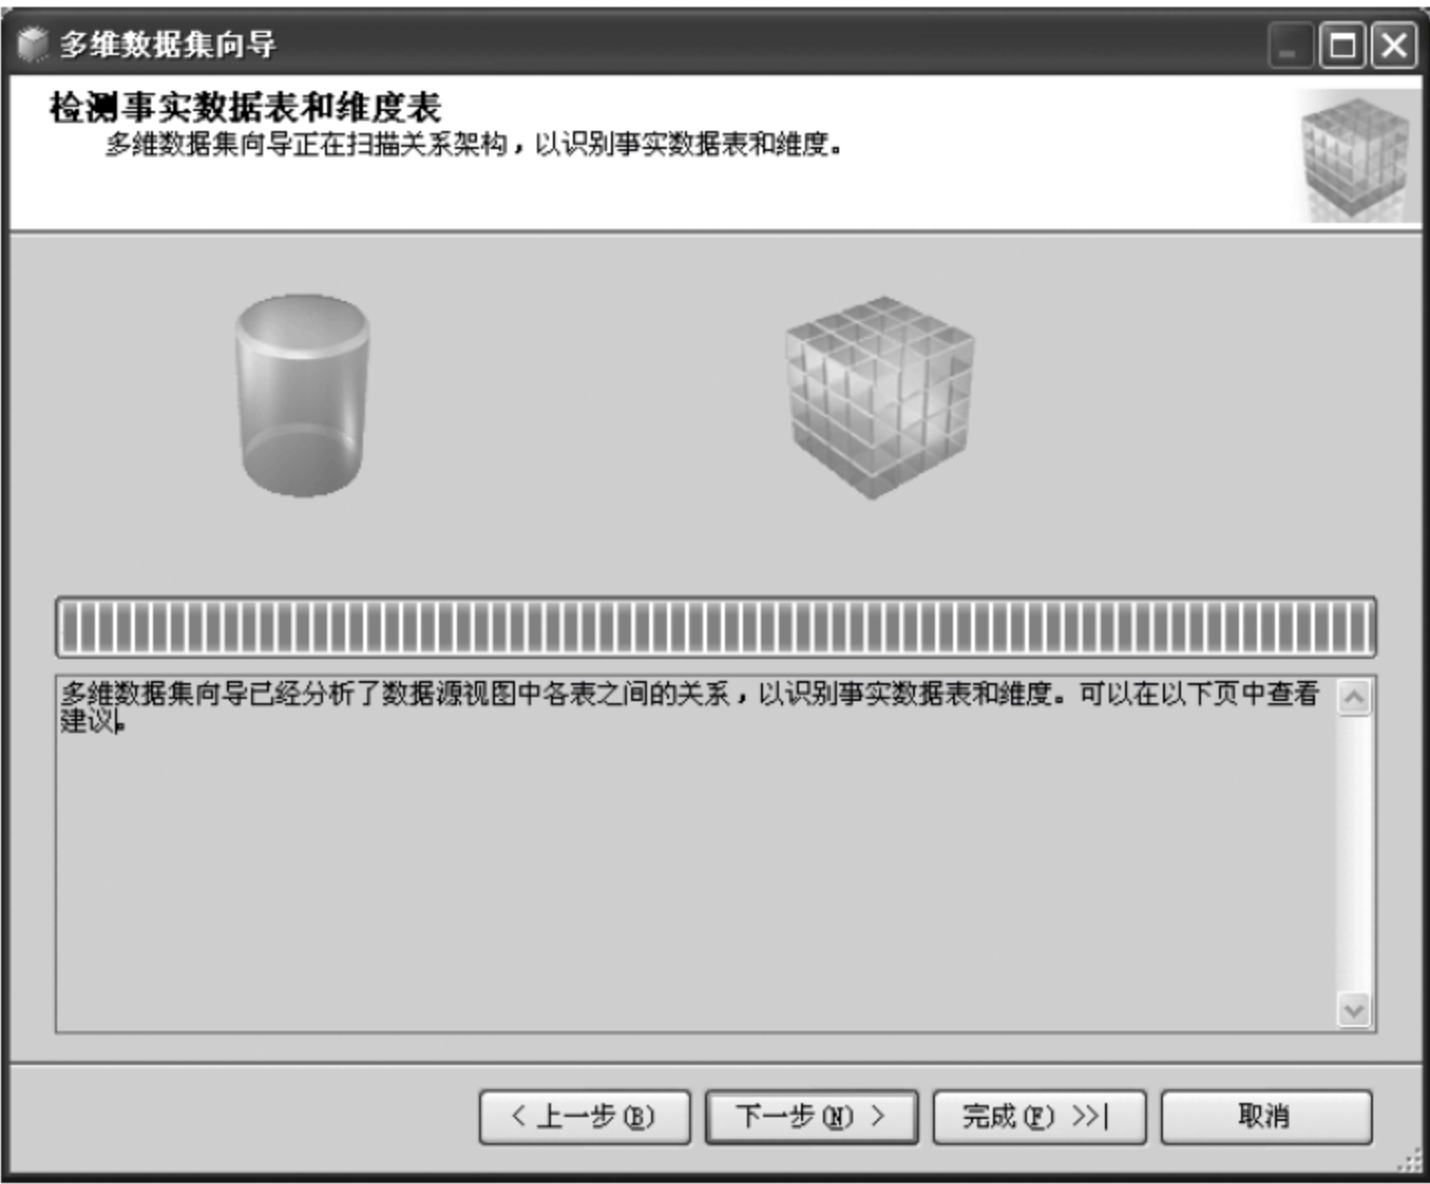 多维数据集向导
检测事实数据表和维度表
多维数据集向导正在扫描关系架构，以识别事实数据表和维度。
多维数据集向导已经分析了数据源视图中各表之间的关系，以识别事实数据表和维度。可以在以下页中查看
建议。
< 上一步(B)
下一步(N) >
完成(F) >>|
取消